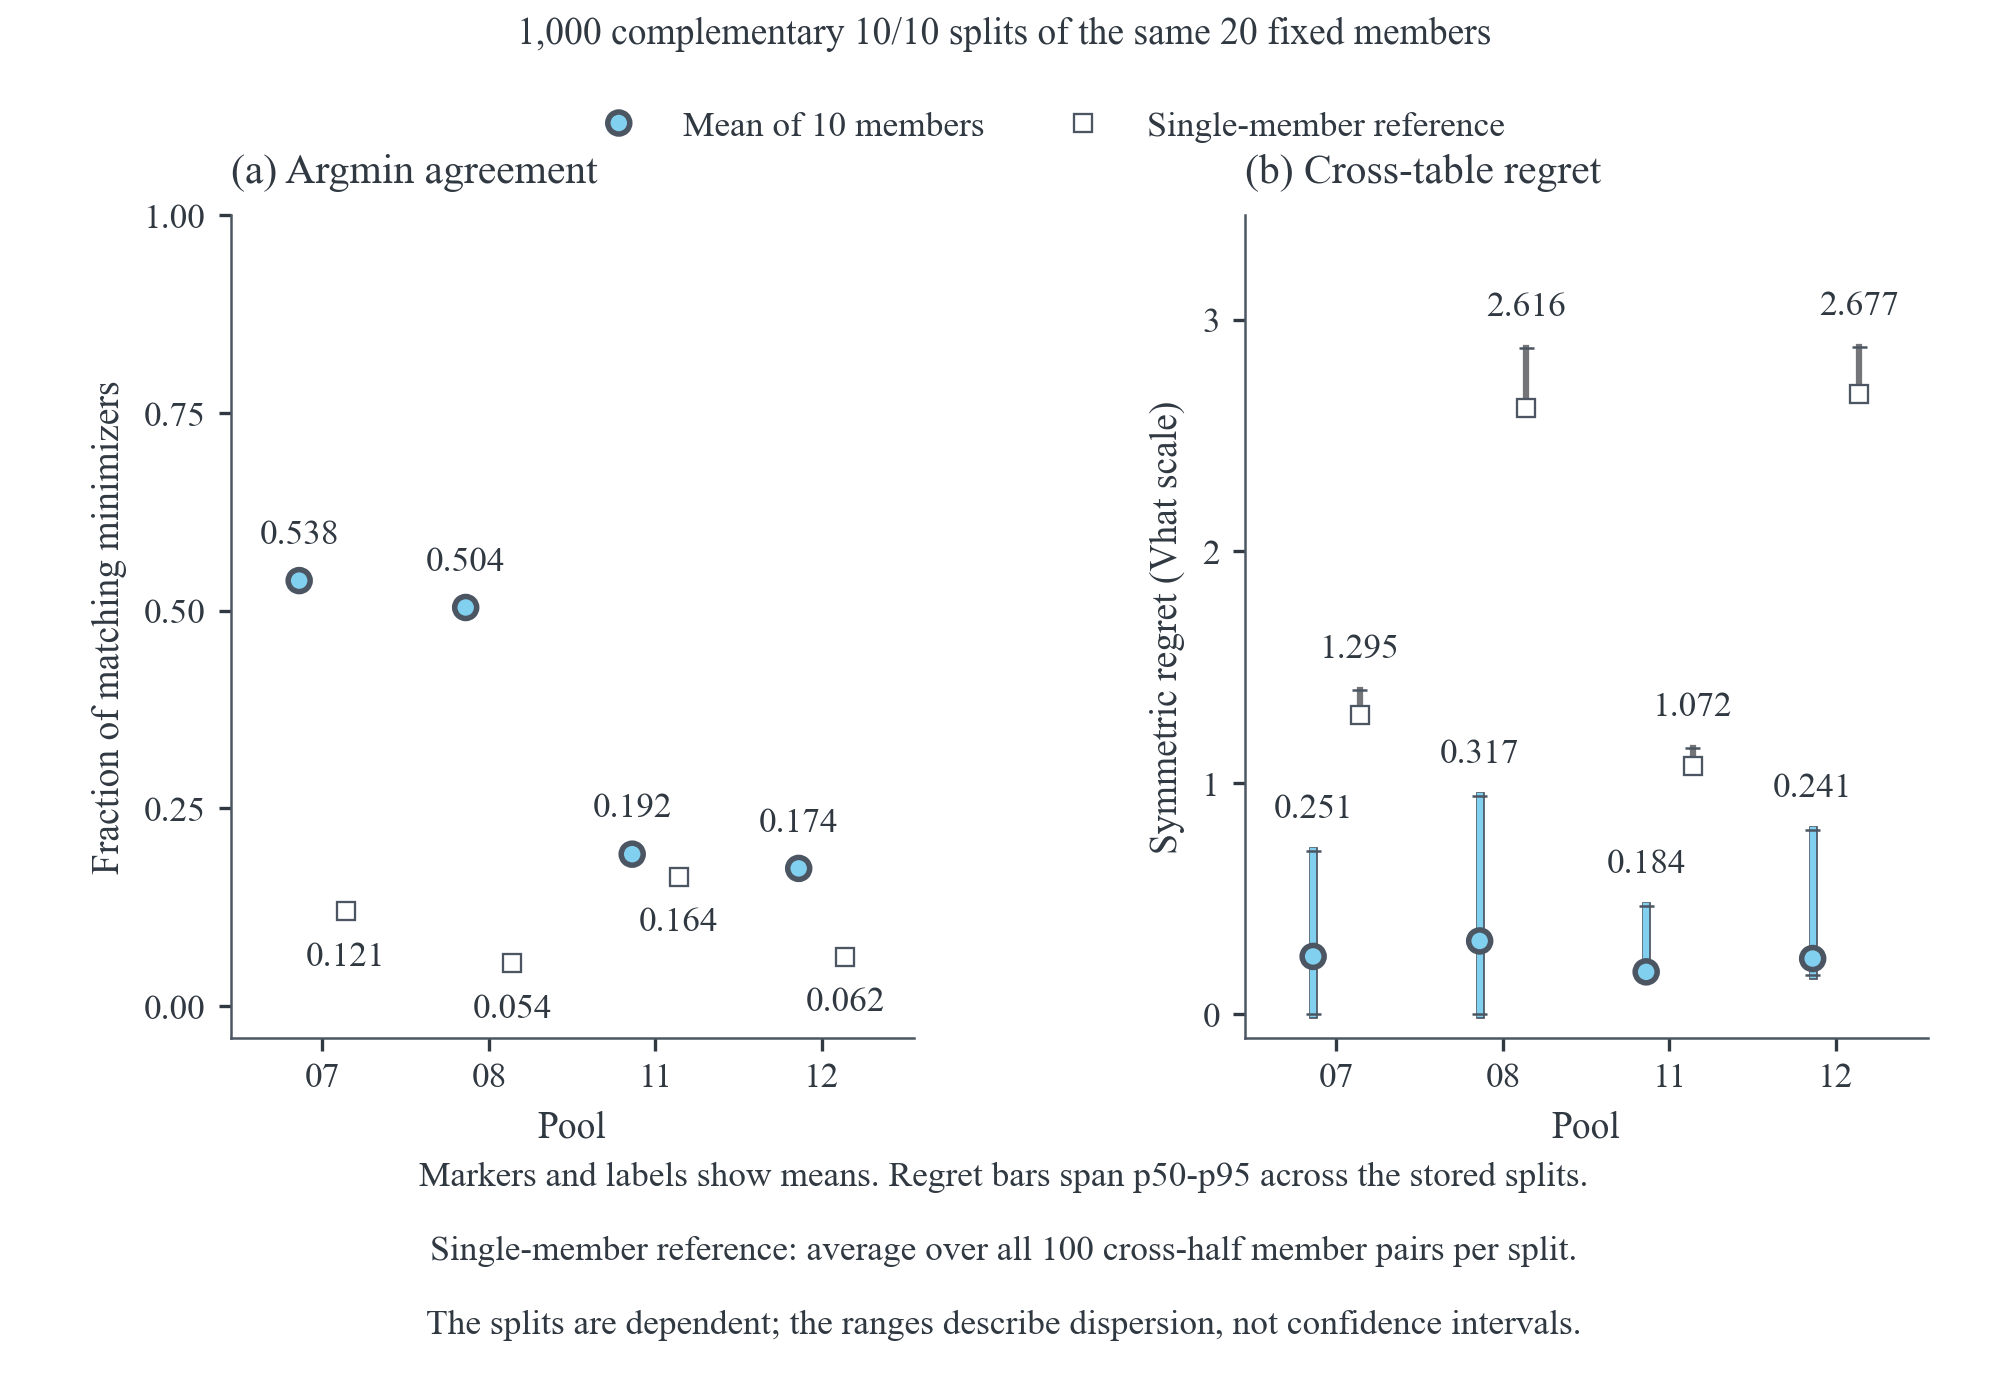 1,000 complementary 10/10 splits of the same 20 fixed members
Mean of 10 members
Single-member reference
(a) Argmin agreement
Fraction of matching minimizers
1.00
0.75
0.50
0.25
0.00
0.538
0.504
0.192
0.174
0.121
0.054
0.164
0.062
07
08
11
12
Pool
(b) Cross-table regret
Symmetric regret (Vhat scale)
3
2
1
0
2.616
2.677
1.295
1.072
0.251
0.317
0.184
0.241
07
08
11
12
Pool
Markers and labels show means. Regret bars span p50-p95 across the stored splits.
Single-member reference: average over all 100 cross-half member pairs per split.
The splits are dependent; the ranges describe dispersion, not confidence intervals.